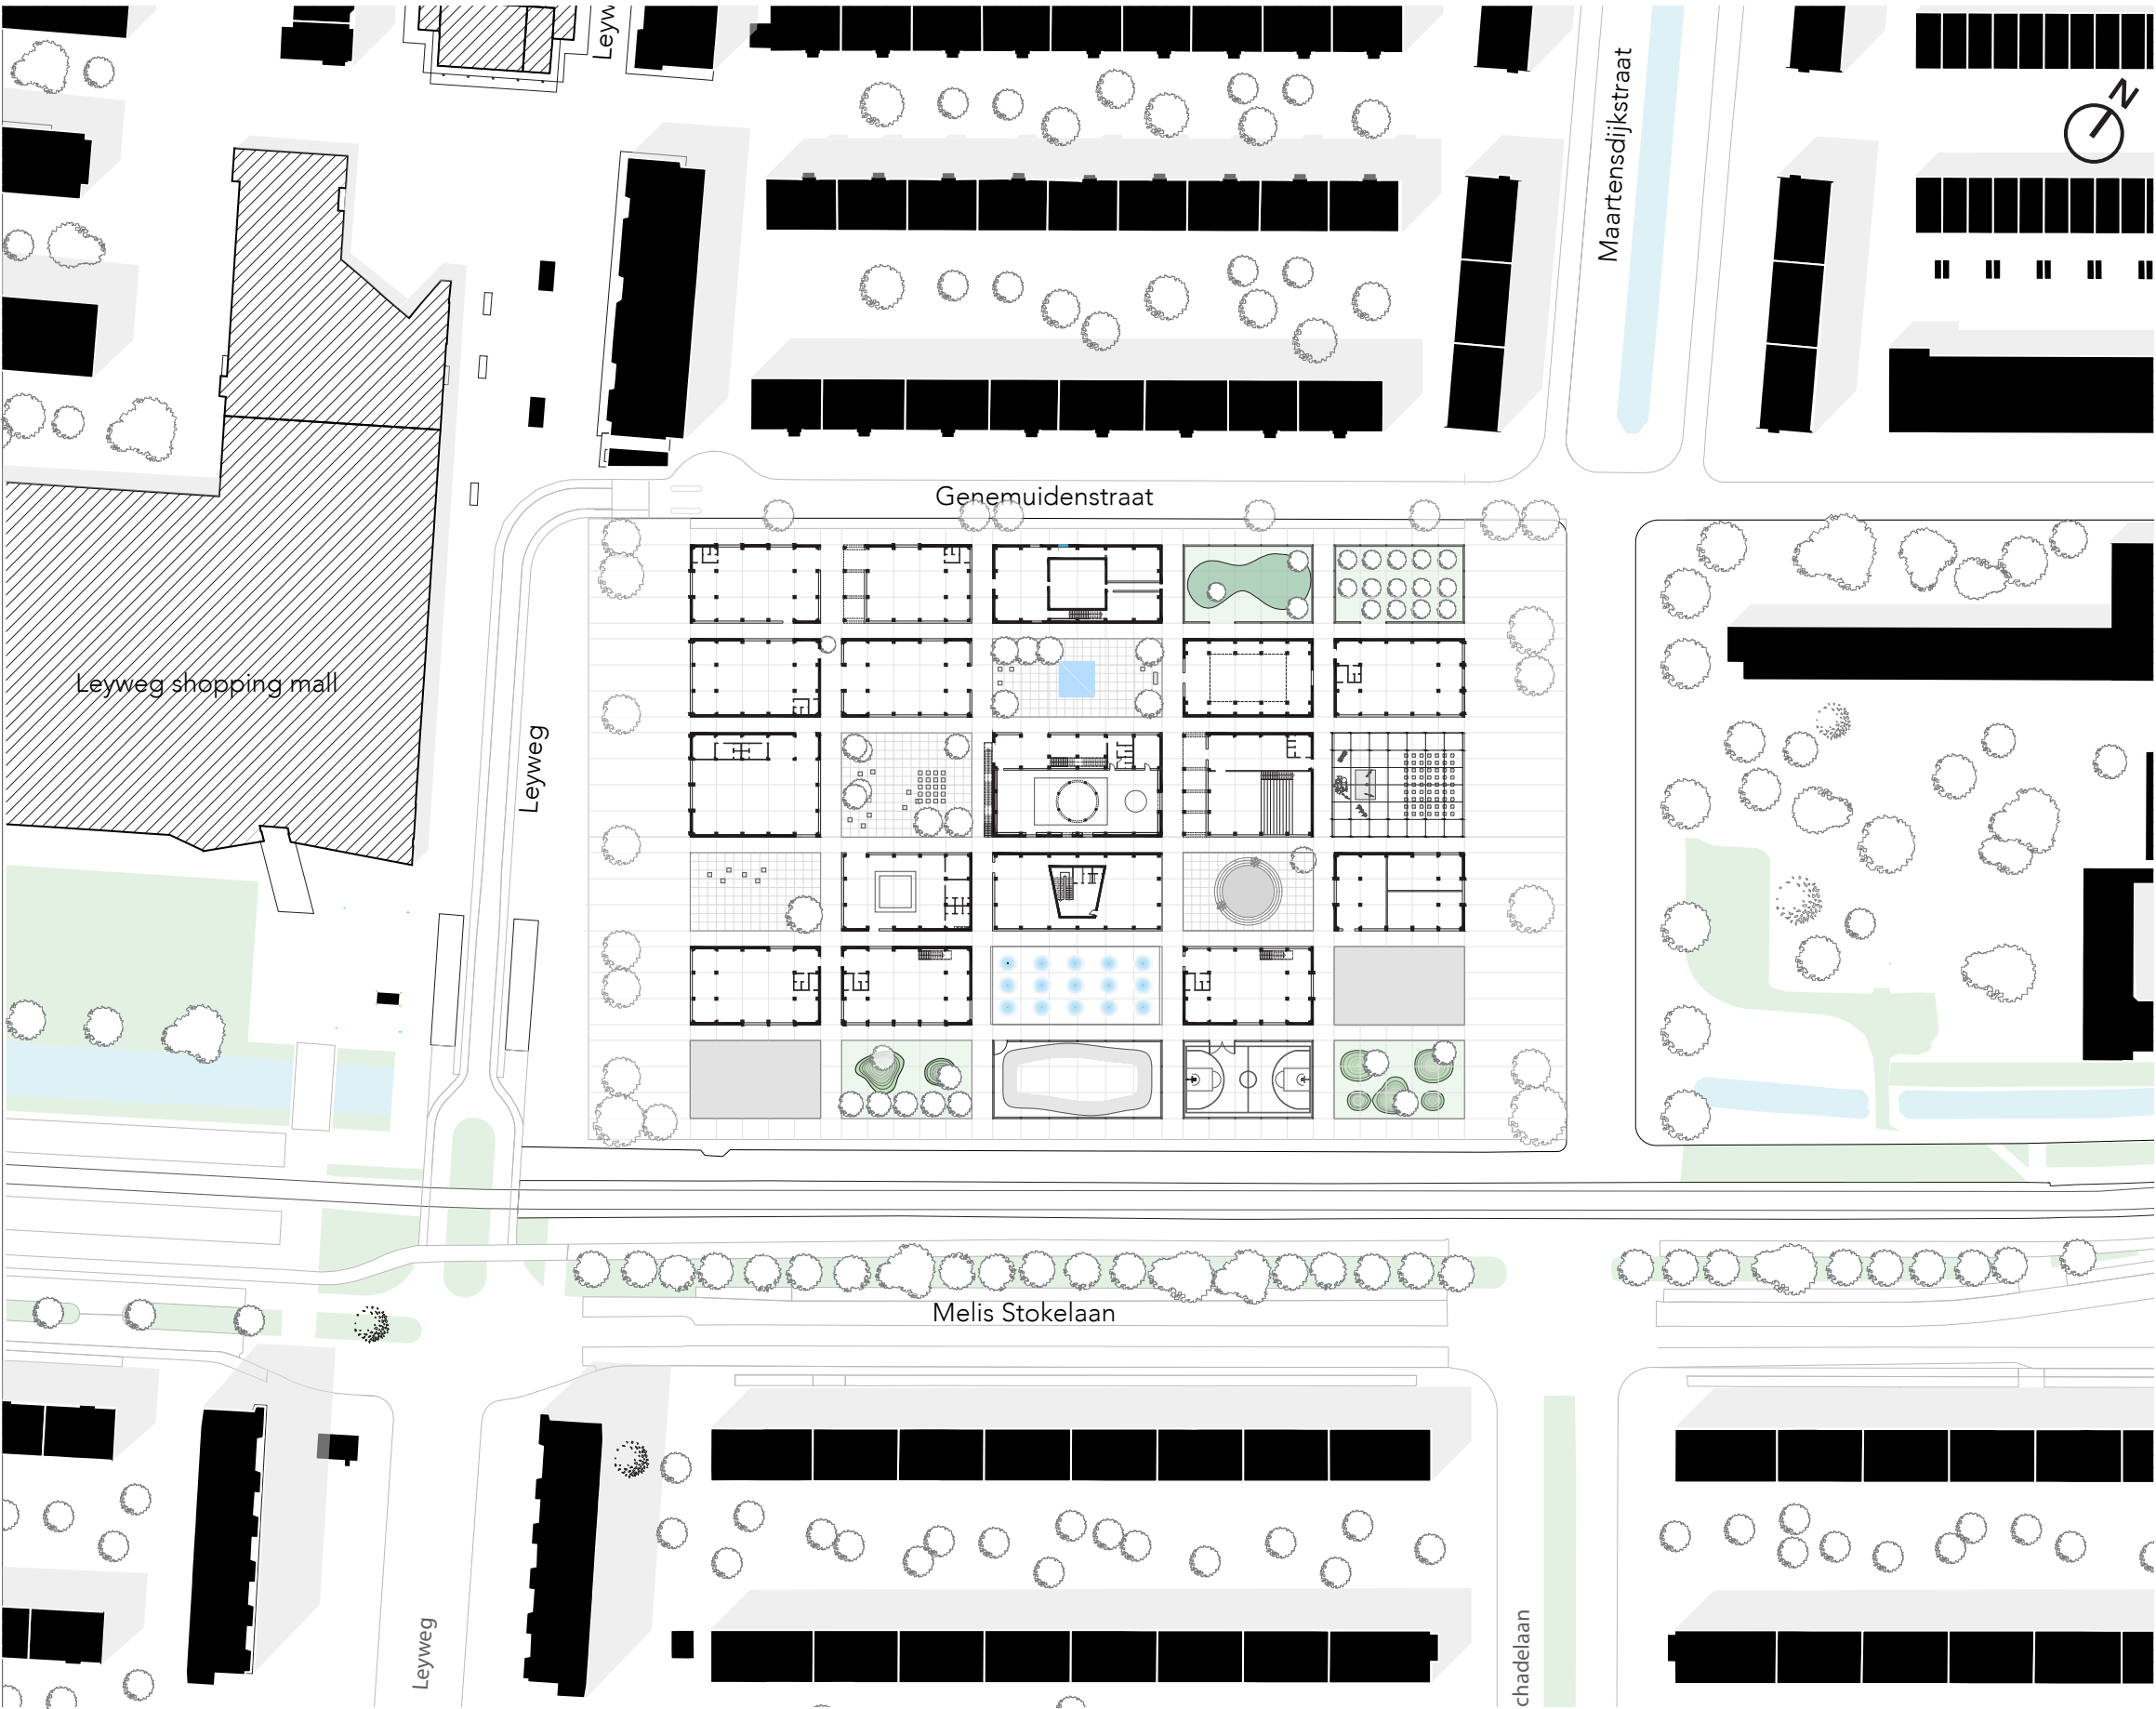 Leyw
Maartensdijkstraat
N
Genemuidenstraat
Leyweg shopping mall
Leyweg
Melis Stokelaan
Leyweg
chadelaan